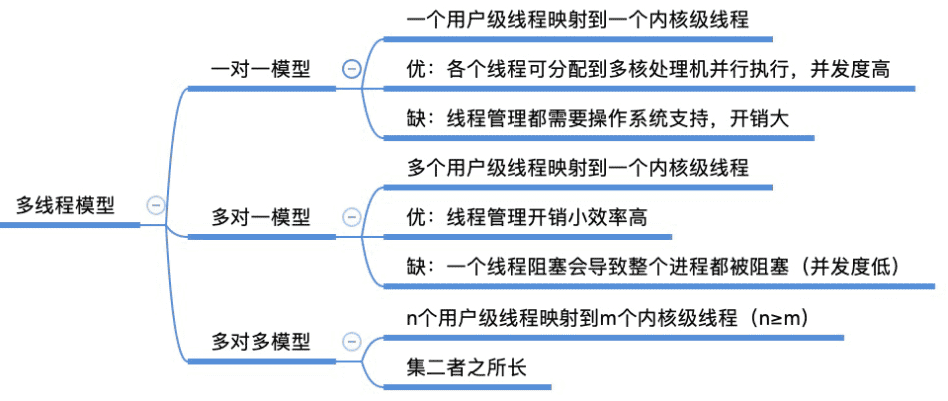 多线程模型
一对一模型
一个用户级线程映射到一个内核级线程
优：各个线程可分配到多核处理机并行执行，并发度高
缺：线程管理都需要操作系统支持，开销大
多对一模型
多个用户级线程映射到一个内核级线程
优：线程管理开销小效率高
缺：一个线程阻塞会导致整个进程都被阻塞（并发度低）
多对多模型
n个用户级线程映射到m个内核级线程（n≥m）
集二者之所长